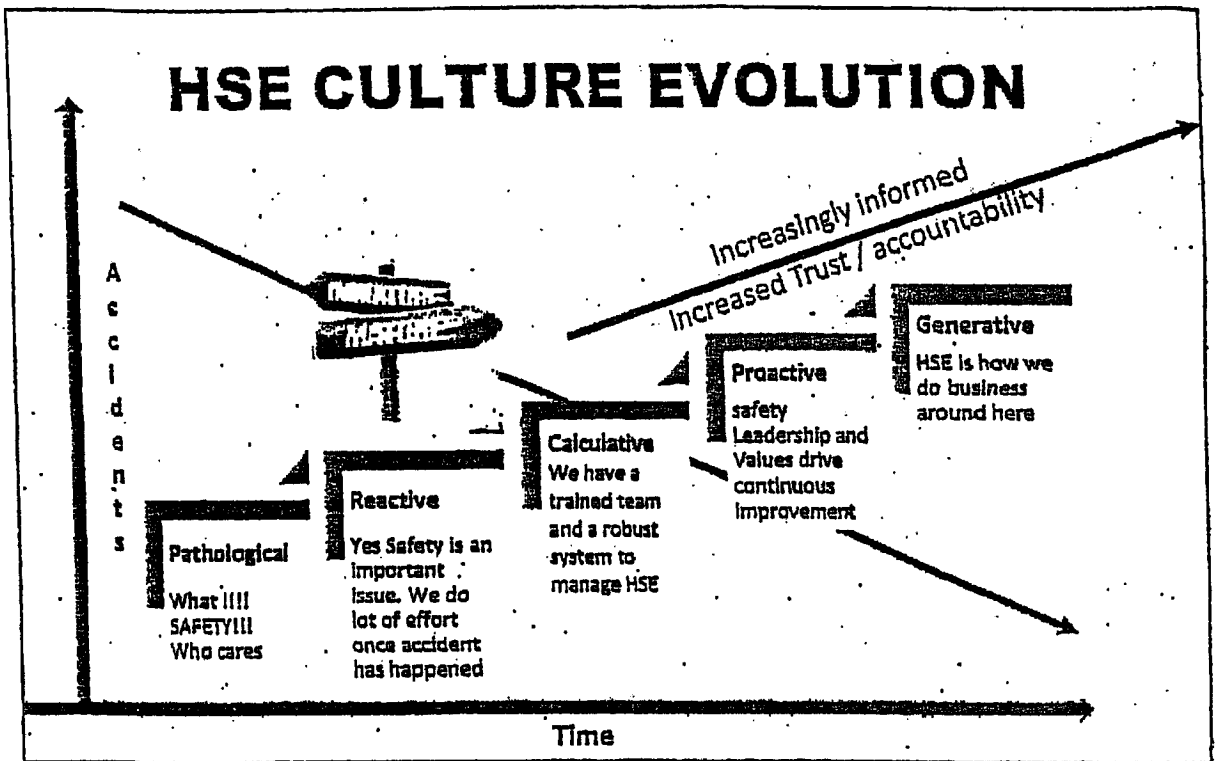 HSE CULTURE EVOLUTION
Accidents
Increasingly informed
Increased Trust / accountability
Pathological
What !!!!
SAFETY!!!
Who cares
Reactive
Yes Safety is an
important
issue. We do
lot of effort
once accident
has happened
Calculative
We have a
trained team
and a robust
system to
manage HSE
Proactive
safety
Leadership and
Values drive
continuous
improvement
Generative
HSE is how we
do business
around here
Time